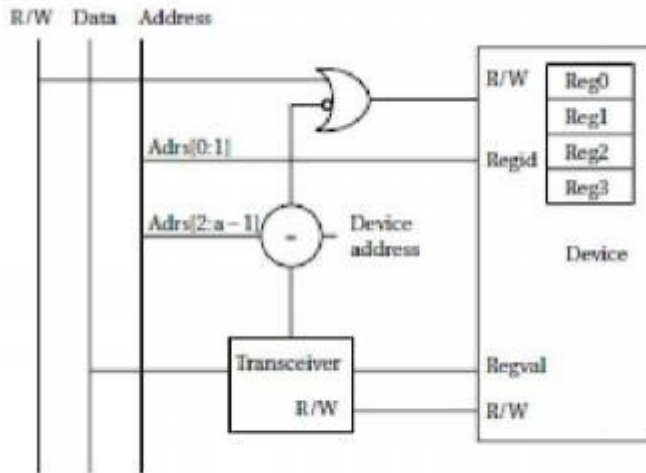 R/W Data Address
R/W
Reg0
Reg1
Reg2
Reg3
Adrs[0:1]
Regid
Adrs[2:a-1]
=
Device
address
Device
Transceiver
R/W
Regval
R/W